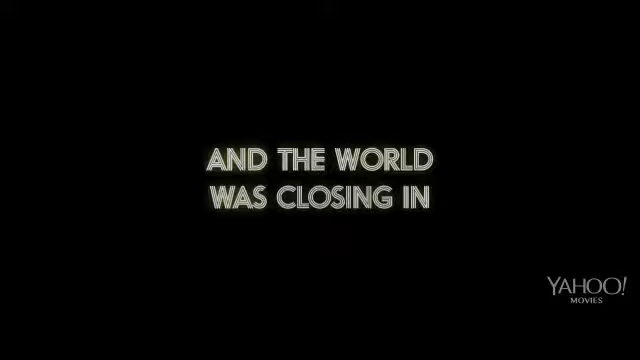 AND THE WORLD
WAS CLOSING IN
YAHOO!
MOVIES